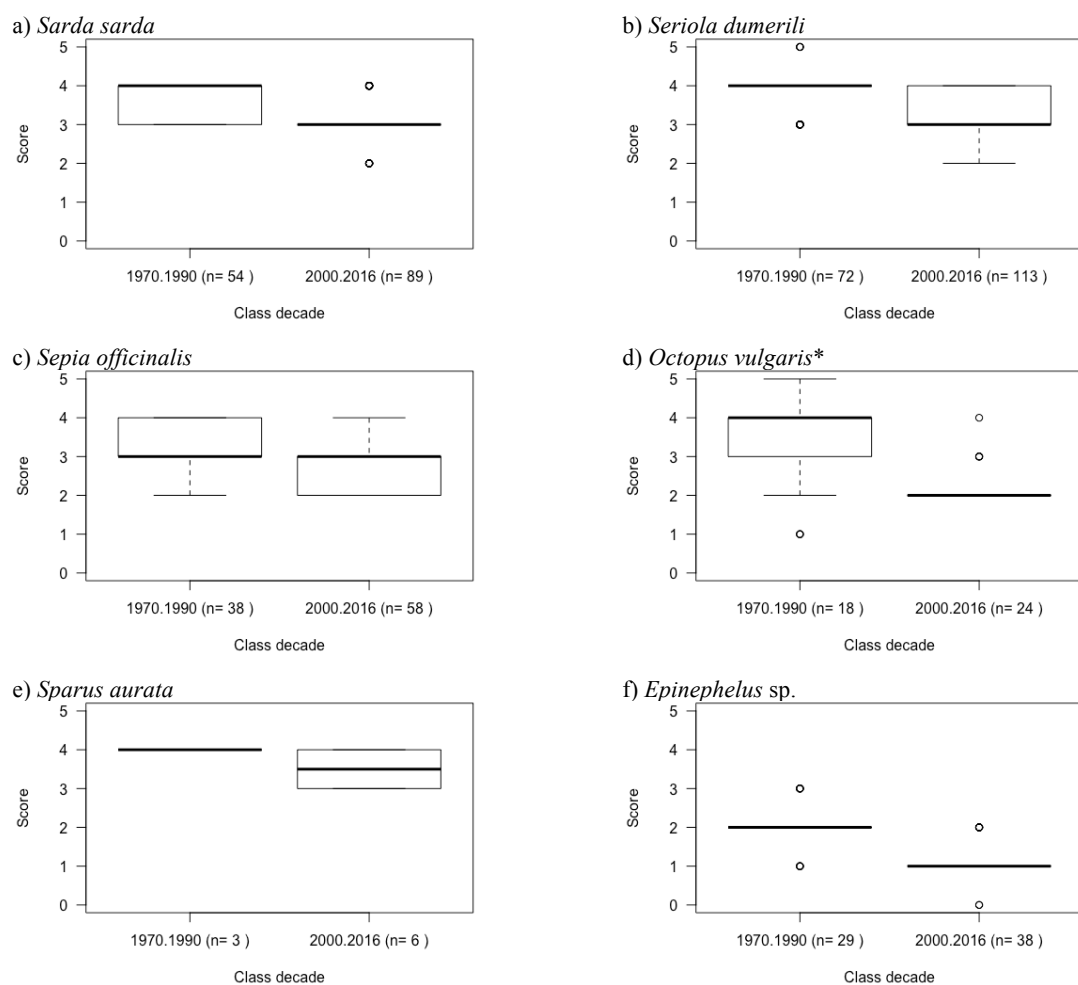 a) Sarda sarda
5
4
3
2
1
0
Score
1970.1990 (n= 54 ) 2000.2016 (n= 89 )
Class decade
b) Seriola dumerili
5
4
3
2
1
0
Score
1970.1990 (n= 72 ) 2000.2016 (n= 113 )
Class decade
c) Sepia officinalis
5
4
3
2
1
0
Score
1970.1990 (n= 38 ) 2000.2016 (n= 58 )
Class decade
d) Octopus vulgaris*
5
4
3
2
1
0
Score
1970.1990 (n= 18 ) 2000.2016 (n= 24 )
Class decade
e) Sparus aurata
5
4
3
2
1
0
Score
1970.1990 (n= 3 ) 2000.2016 (n= 6 )
Class decade
f) Epinephelus sp.
5
4
3
2
1
0
Score
1970.1990 (n= 29 ) 2000.2016 (n= 38 )
Class decade